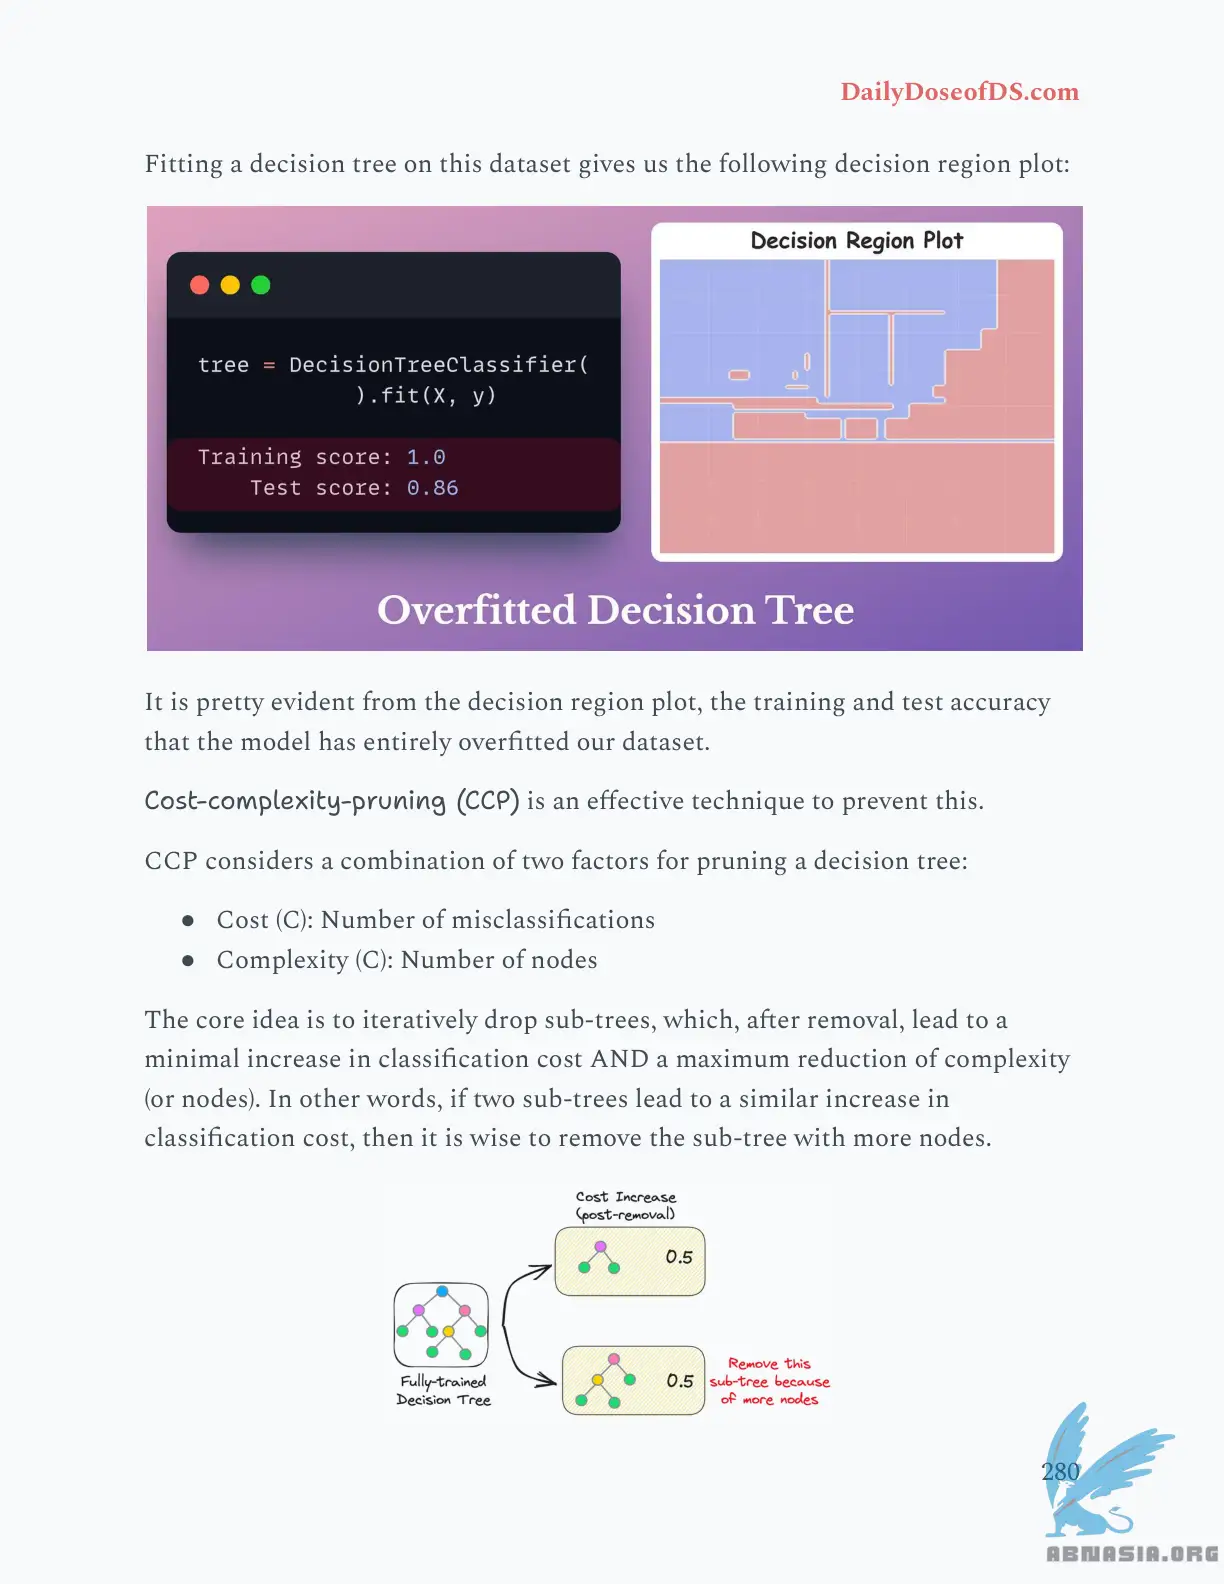 DailyDoseofDS.com
Fitting a decision tree on this dataset gives us the following decision region plot:
Decision Region Plot
tree = DecisionTreeClassifier(
).fit(X, y)
Training score: 1.0
Test score: 0.86
Overfitted Decision Tree
It is pretty evident from the decision region plot, the training and test accuracy
that the model has entirely overfitted our dataset.
Cost-complexity-pruning (CCP) is an effective technique to prevent this.
CCP considers a combination of two factors for pruning a decision tree:
● Cost (C): Number of misclassifications
● Complexity (C): Number of nodes
The core idea is to iteratively drop sub-trees, which, after removal, lead to a
minimal increase in classification cost AND a maximum reduction of complexity
(or nodes). In other words, if two sub-trees lead to a similar increase in
classification cost, then it is wise to remove the sub-tree with more nodes.
Cost Increase
(post-removal)
0.5
Fully-trained
Decision Tree
0.5
Remove this
sub-tree because
of more nodes
280
ABNASIA.ORG